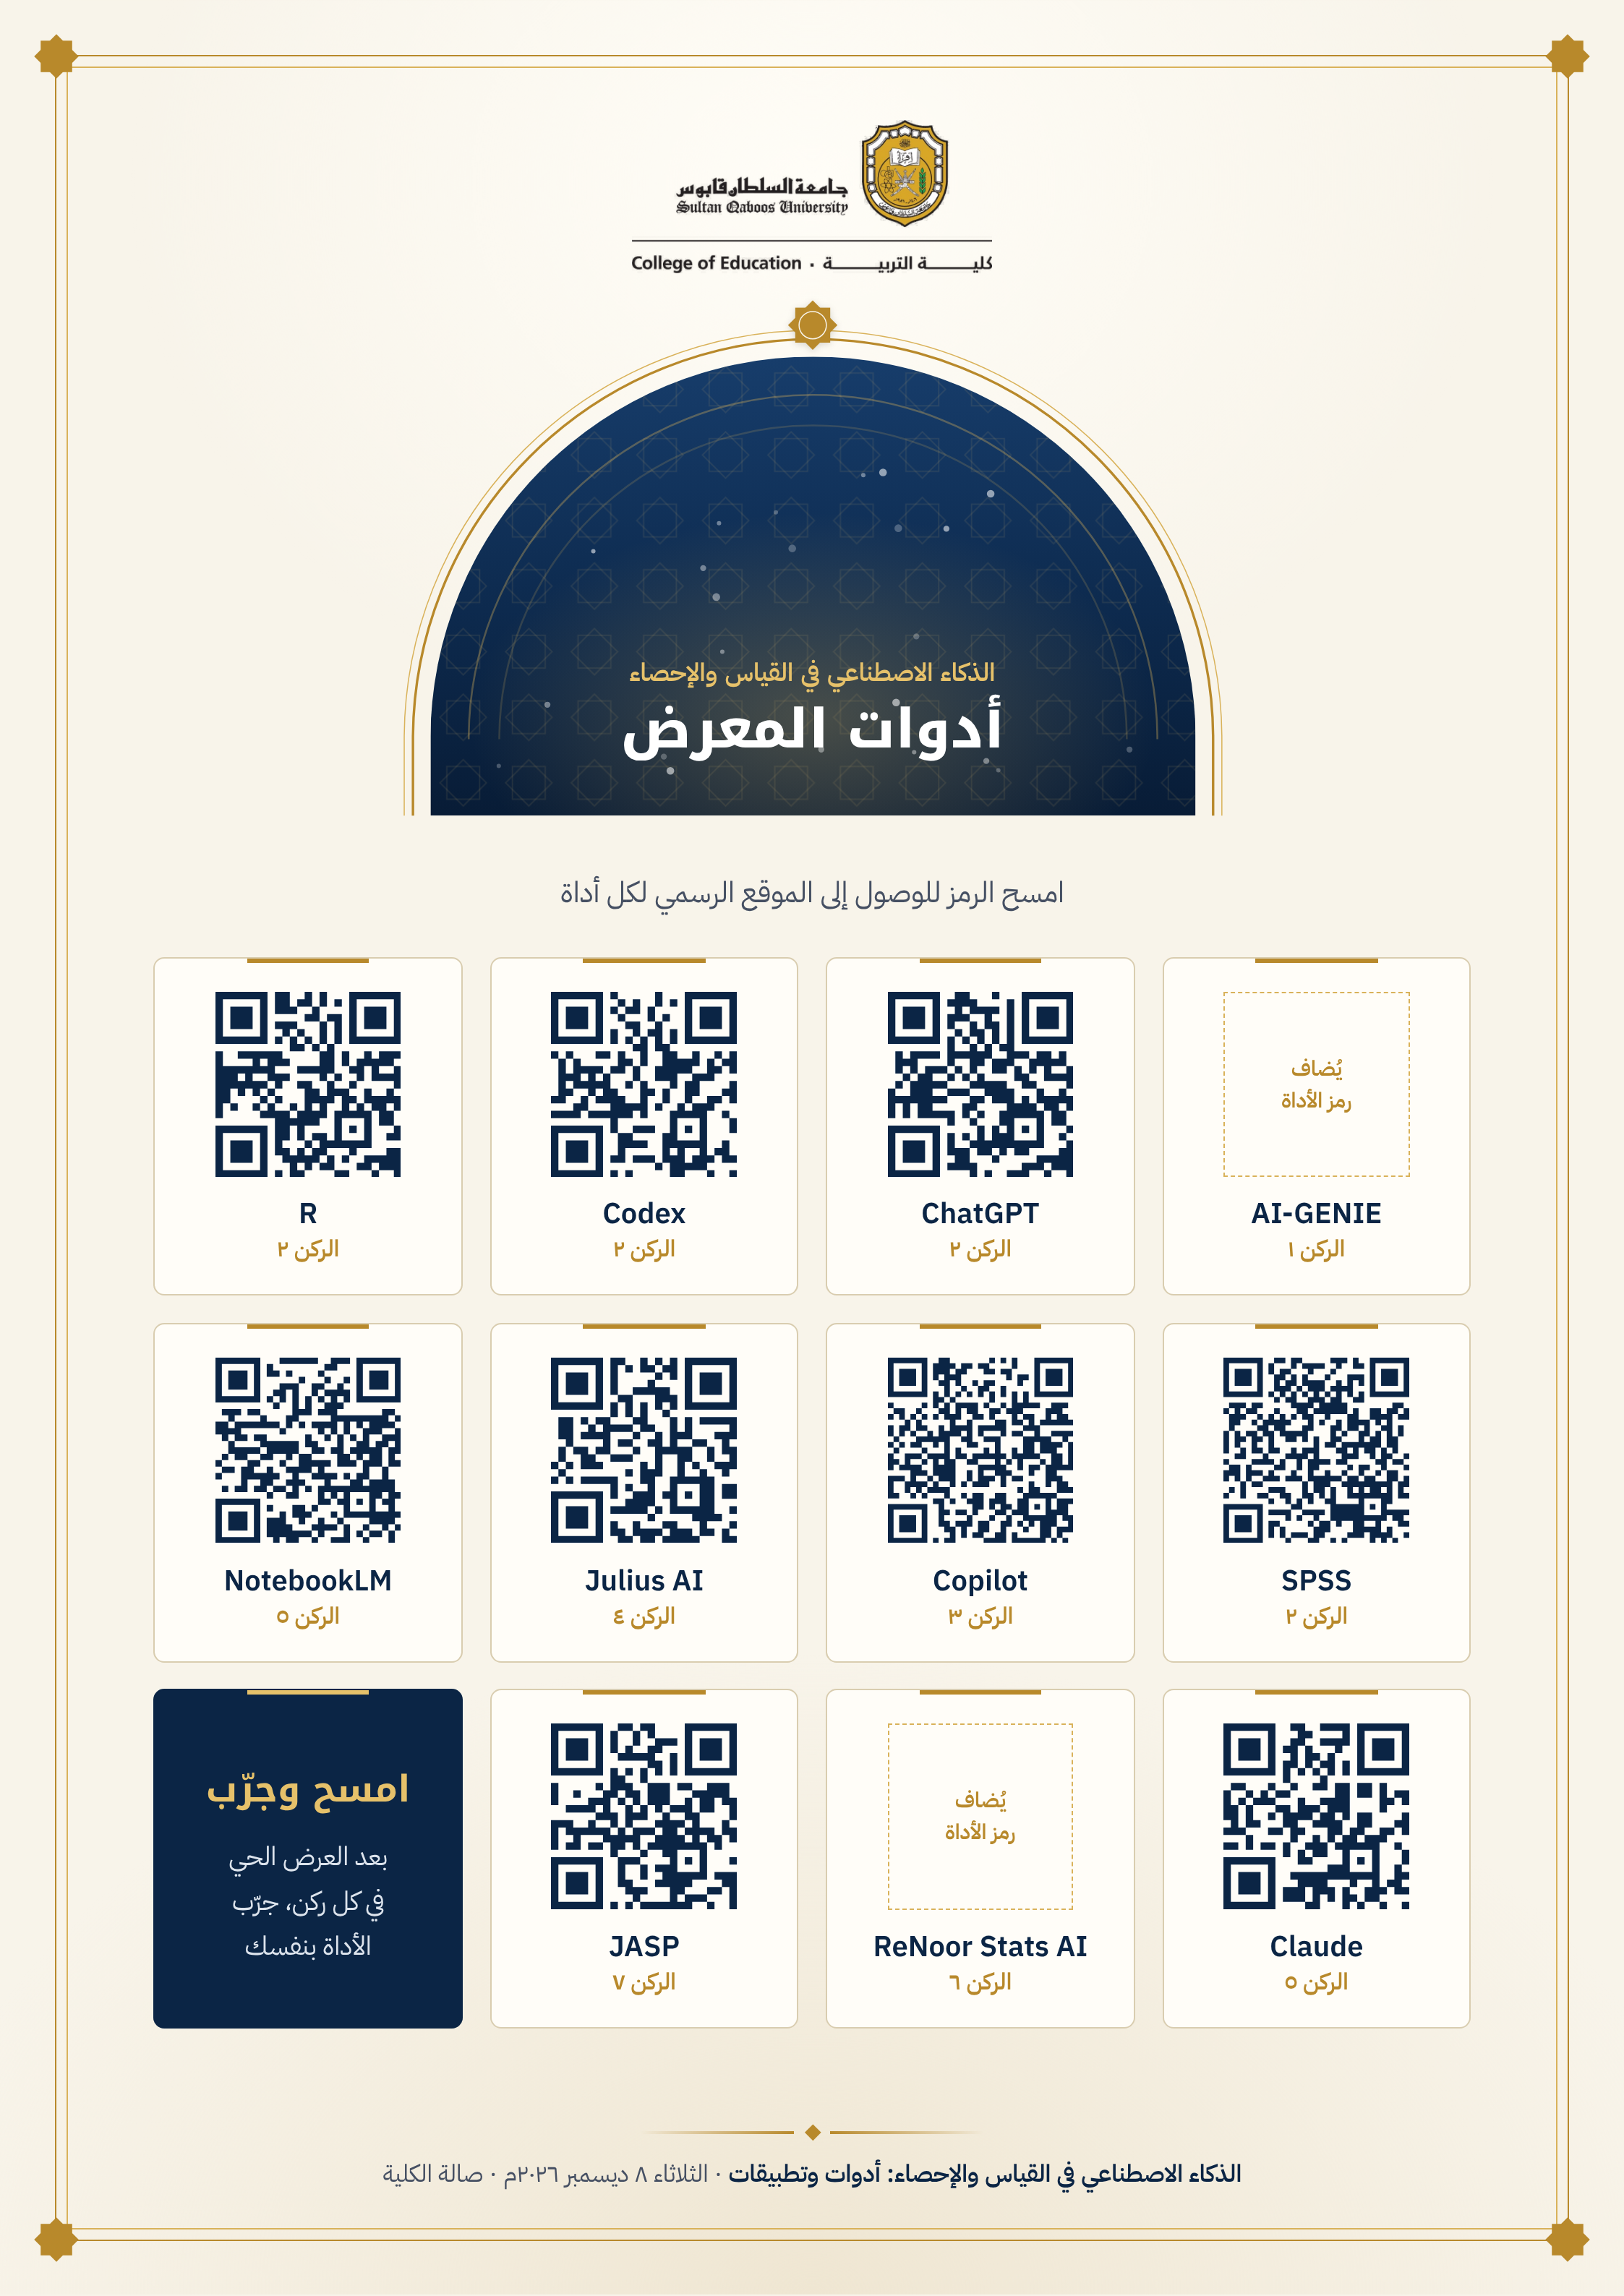 جامعة السلطان قابوس
Sultan Qaboos University
كليـــــة التربيـــــة · College of Education
الذكاء الاصطناعي في القياس والإحصاء
أدوات المعرض
امسح الرمز للوصول إلى الموقع الرسمي لكل أداة
يُضاف
رمز الأداة
AI-GENIE
الركن ١
ChatGPT
الركن ٢
Codex
الركن ٢
R
الركن ٢
SPSS
الركن ٢
Copilot
الركن ٣
Julius AI
الركن ٤
NotebookLM
الركن ٥
Claude
الركن ٥
يُضاف
رمز الأداة
ReNoor Stats AI
الركن ٦
JASP
الركن ٧
امسح وجرّب
بعد العرض الحي
في كل ركن، جرّب
الأداة بنفسك
الذكاء الاصطناعي في القياس والإحصاء: أدوات وتطبيقات · الثلاثاء ٨ ديسمبر ٢٠٢٦م · صالة الكلية